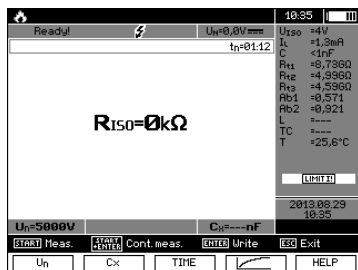 10:35
Ready! UN=0,0V
tn=01:12
UISO =4V
IL =1,3mA
C <1nF
Rt1 =8,736Ω
Rt2 =4,996Ω
Rt3 =4,596Ω
Ab1 =0,571
Ab2 =0,921
L =---
TC =---
T =25,6°C
RISO=0kΩ
LIMIT I!
2013.08.29
10:35
Un=5000V CX=---nF
START Meas. START +ENTER Cont.meas. ENTER Write ESC Exit
Un Cx TIME HELP